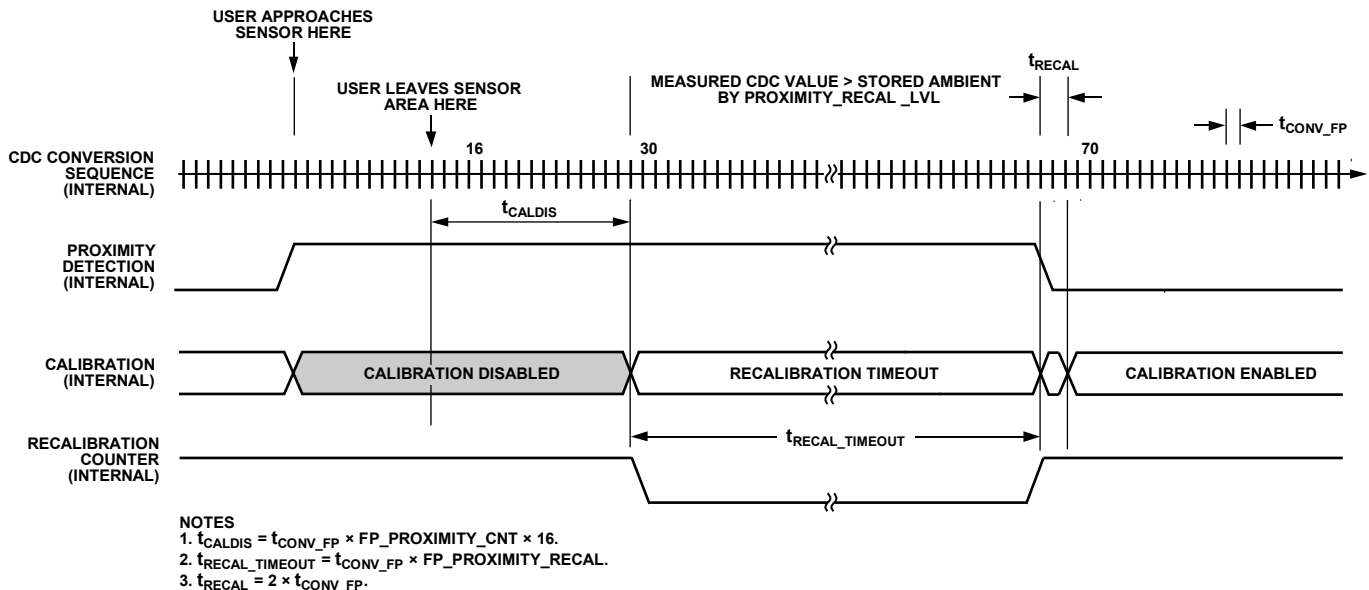 USER APPROACHES
SENSOR HERE
USER LEAVES SENSOR
AREA HERE
MEASURED CDC VALUE > STORED AMBIENT
BY PROXIMITY_RECAL _LVL
tRECAL
tCONV_FP
CDC CONVERSION
SEQUENCE
(INTERNAL)
16
30
70
tCALDIS
PROXIMITY
DETECTION
(INTERNAL)
CALIBRATION
(INTERNAL)
CALIBRATION DISABLED
RECALIBRATION TIMEOUT
CALIBRATION ENABLED
RECALIBRATION
COUNTER
(INTERNAL)
tRECAL_TIMEOUT
NOTES
1. tCALDIS = tCONV_FP × FP_PROXIMITY_CNT × 16.
2. tRECAL_TIMEOUT = tCONV_FP × FP_PROXIMITY_RECAL.
3. tRECAL = 2 × tCONV_FP.